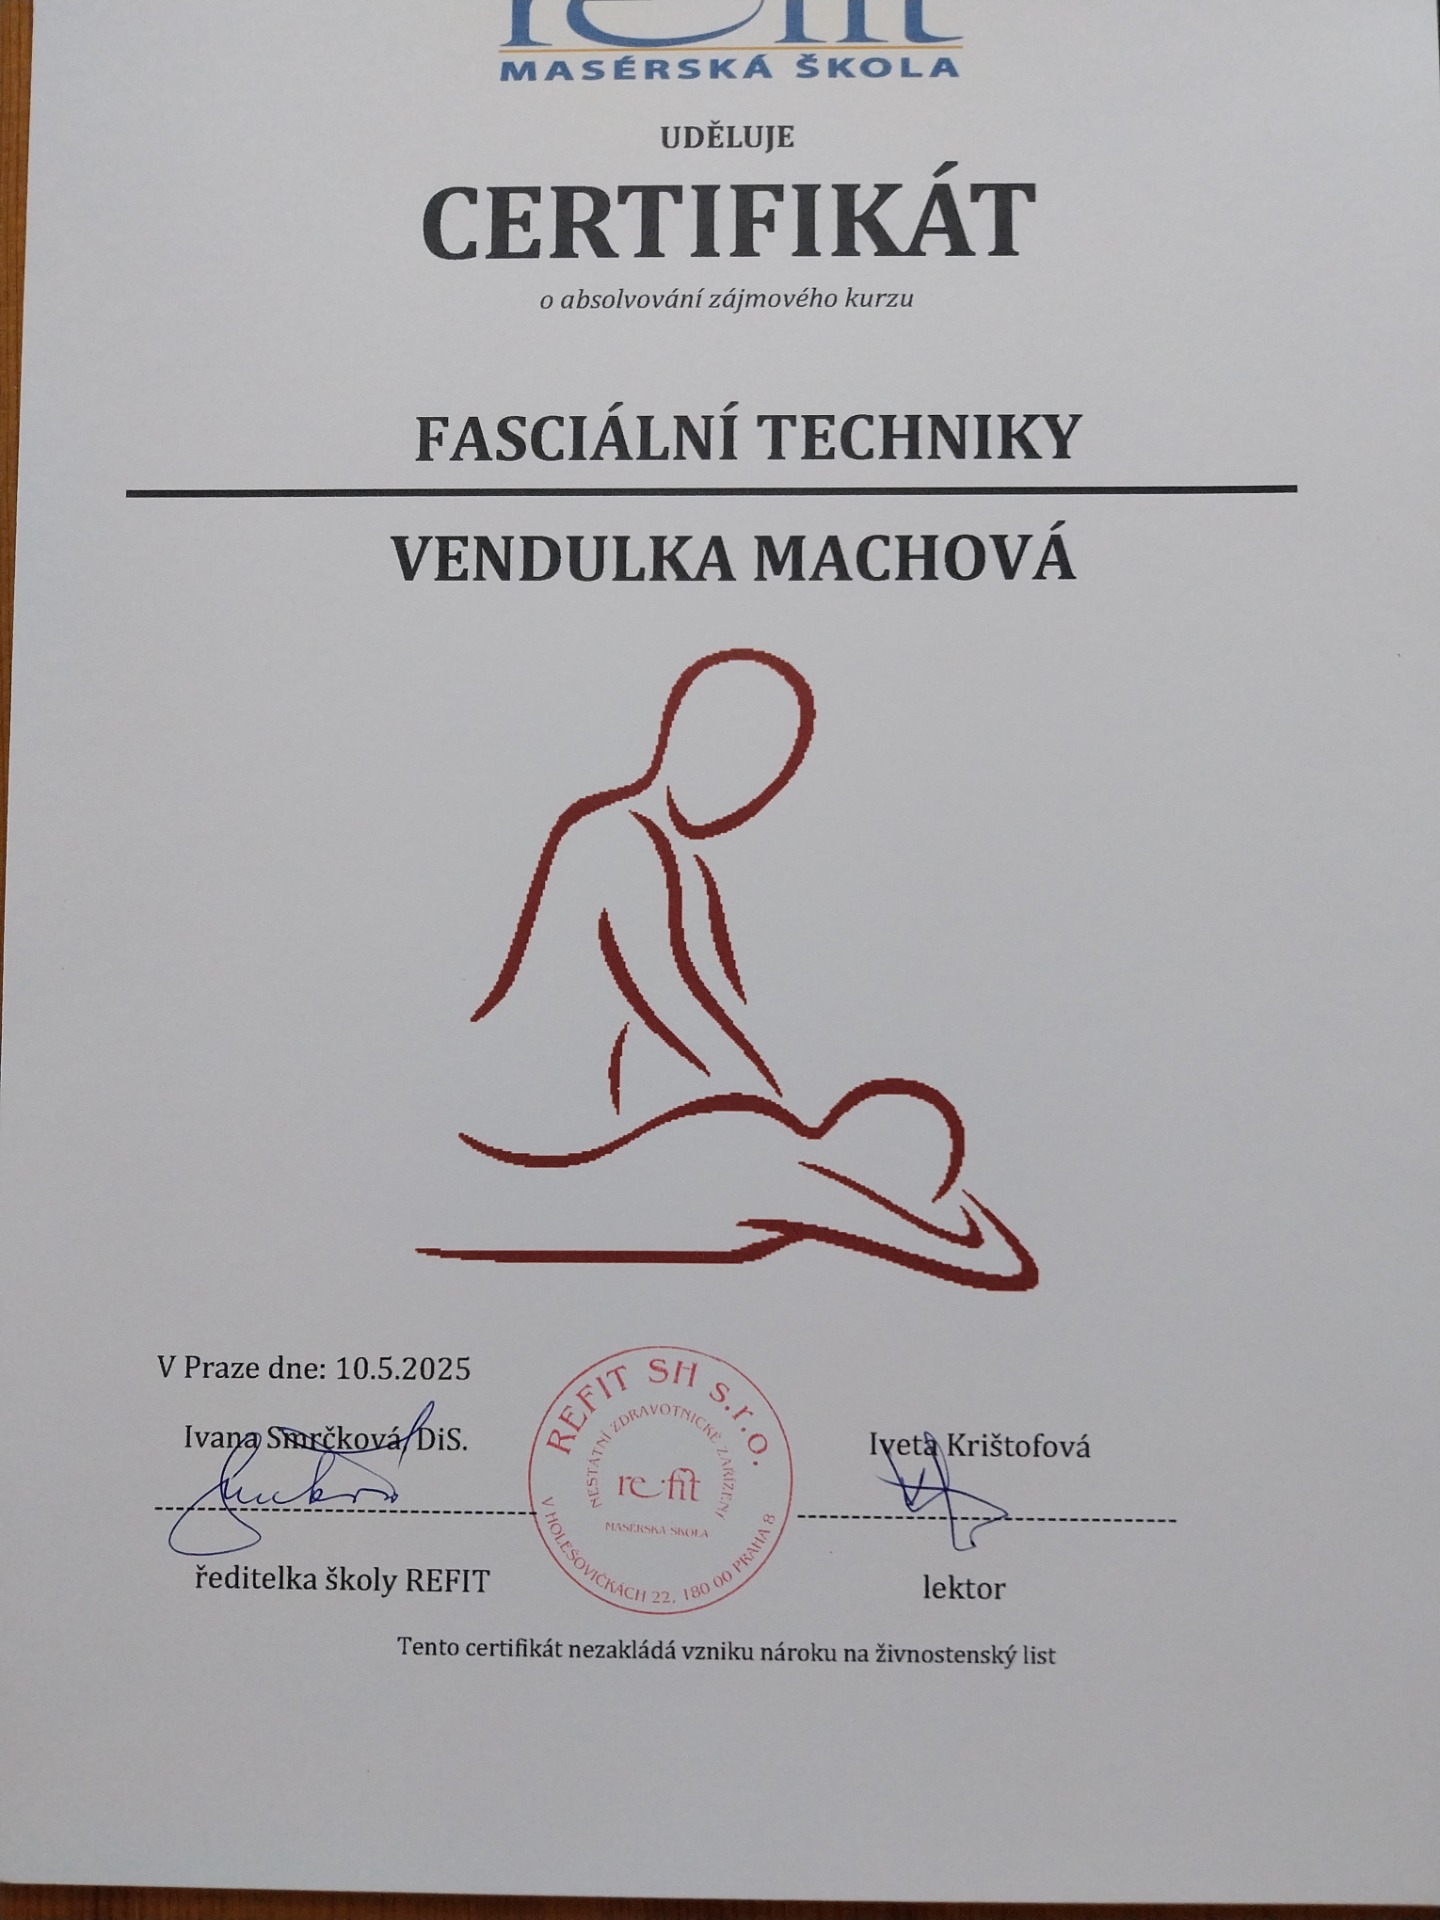 refit
MASÉRSKÁ ŠKOLA
UDĚLUJE
CERTIFIKÁT
o absolvování zájmového kurzu
FASCIÁLNÍ TECHNIKY
VENDULKA MACHOVÁ
V Praze dne: 10.5.2025
Ivana Smrčková, DiS.
Iveta Krištofová
REFIT SH s.r.o.
NESTÁTNÍ ZDRAVOTNICKÉ ZAŘÍZENÍ
refit
MASÉRSKÁ ŠKOLA
V HOLEŠOVIČKÁCH 22, 180 00 PRAHA 8
ředitelka školy REFIT
lektor
Tento certifikát nezakládá vzniku nároku na živnostenský list